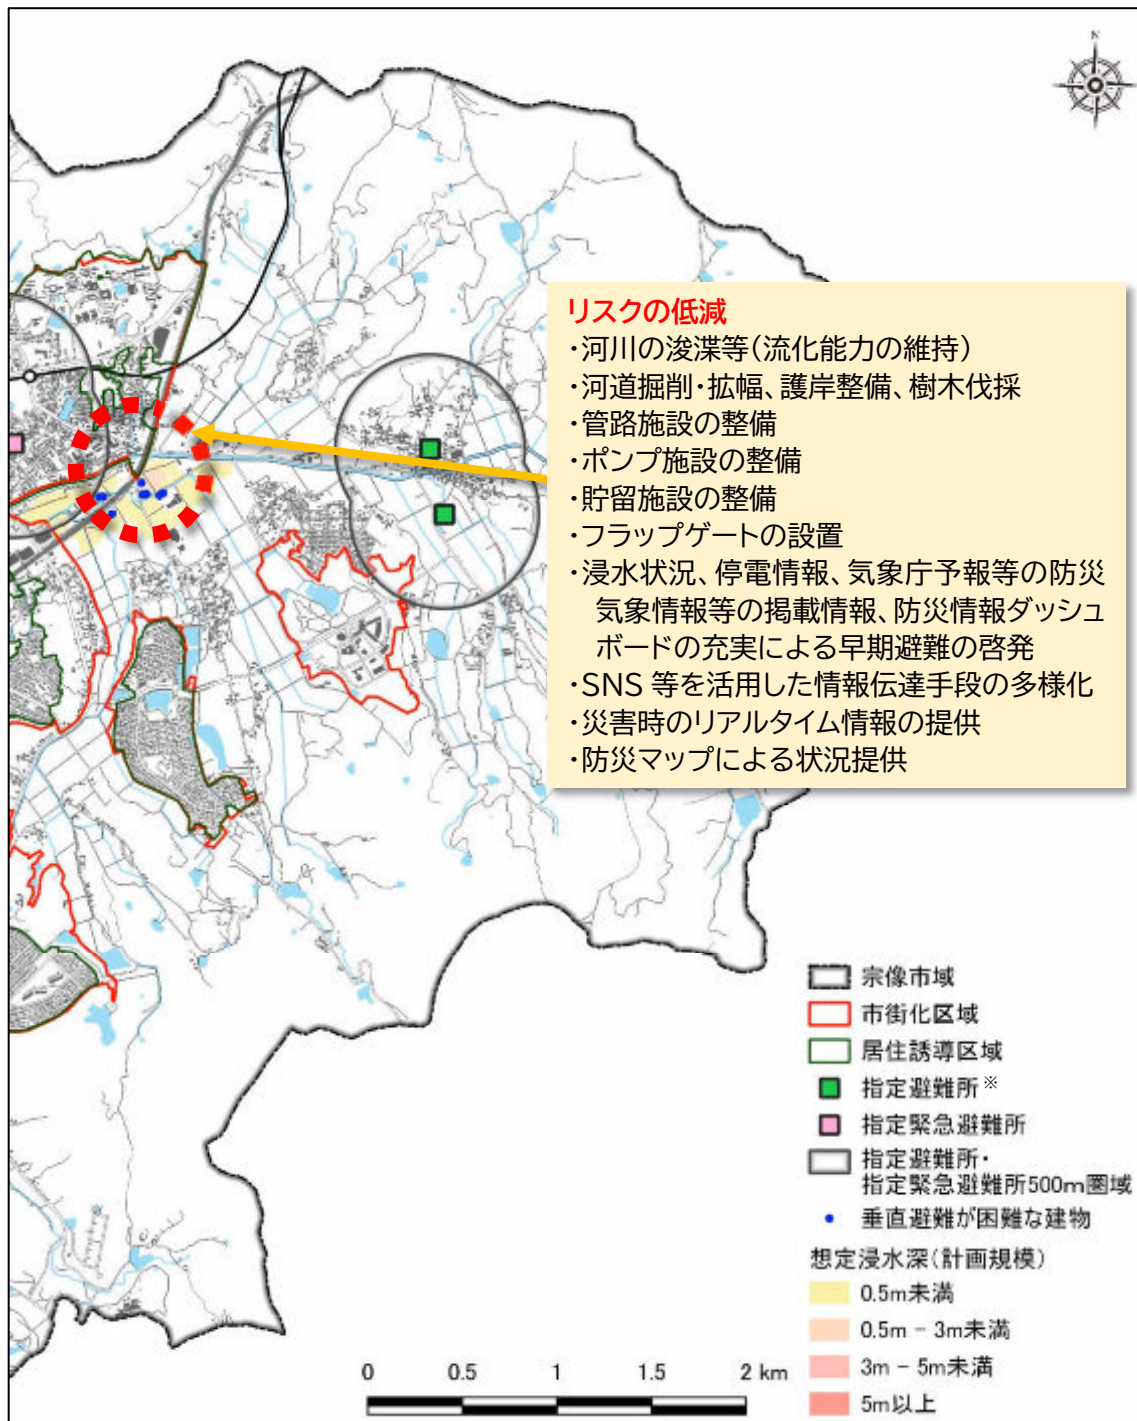 N
リスクの低減
・河川の浚渫等（流化能力の維持）
・河道掘削・拡幅、護岸整備、樹木伐採
・管路施設の整備
・ポンプ施設の整備
・貯留施設の整備
・フラップゲートの設置
・浸水状況、停電情報、気象庁予報等の防災
気象情報等の掲載情報、防災情報ダッシュ
ボードの充実による早期避難の啓発
・SNS 等を活用した情報伝達手段の多様化
・災害時のリアルタイム情報の提供
・防災マップによる状況提供
宗像市域
市街化区域
居住誘導区域
指定避難所※
指定緊急避難所
指定避難所・
指定緊急避難所500m圏域
垂直避難が困難な建物
想定浸水深（計画規模）
0.5m未満
0.5m － 3m未満
3m － 5m未満
5m以上
0 0.5 1 1.5 2 km